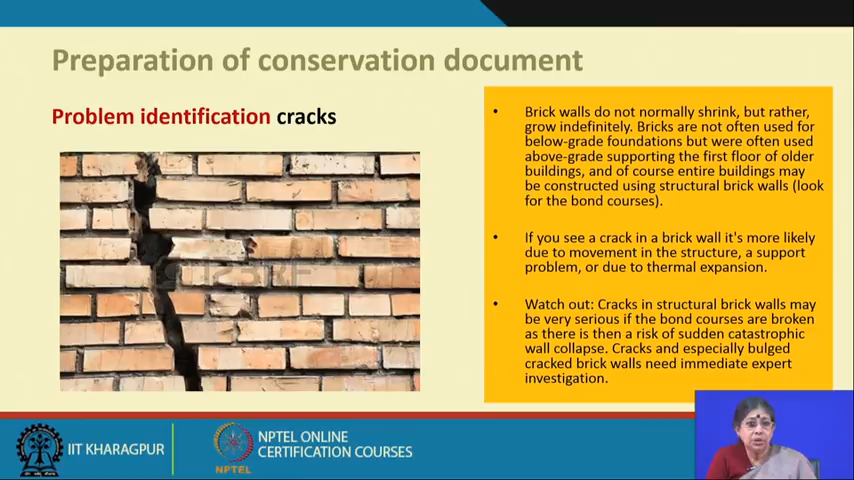 Preparation of conservation document
Problem identification cracks
• Brick walls do not normally shrink, but rather,
grow indefinitely. Bricks are not often used for
below-grade foundations but were often used
above-grade supporting the first floor of older
buildings, and of course entire buildings may
be constructed using structural brick walls (look
for the bond courses).
• If you see a crack in a brick wall it's more likely
due to movement in the structure, a support
problem, or due to thermal expansion.
• Watch out: Cracks in structural brick walls may
be very serious if the bond courses are broken
as there is then a risk of sudden catastrophic
wall collapse. Cracks and especially bulged
cracked brick walls need immediate expert
investigation.
IIT KHARAGPUR
NPTEL
NPTEL ONLINE
CERTIFICATION COURSES